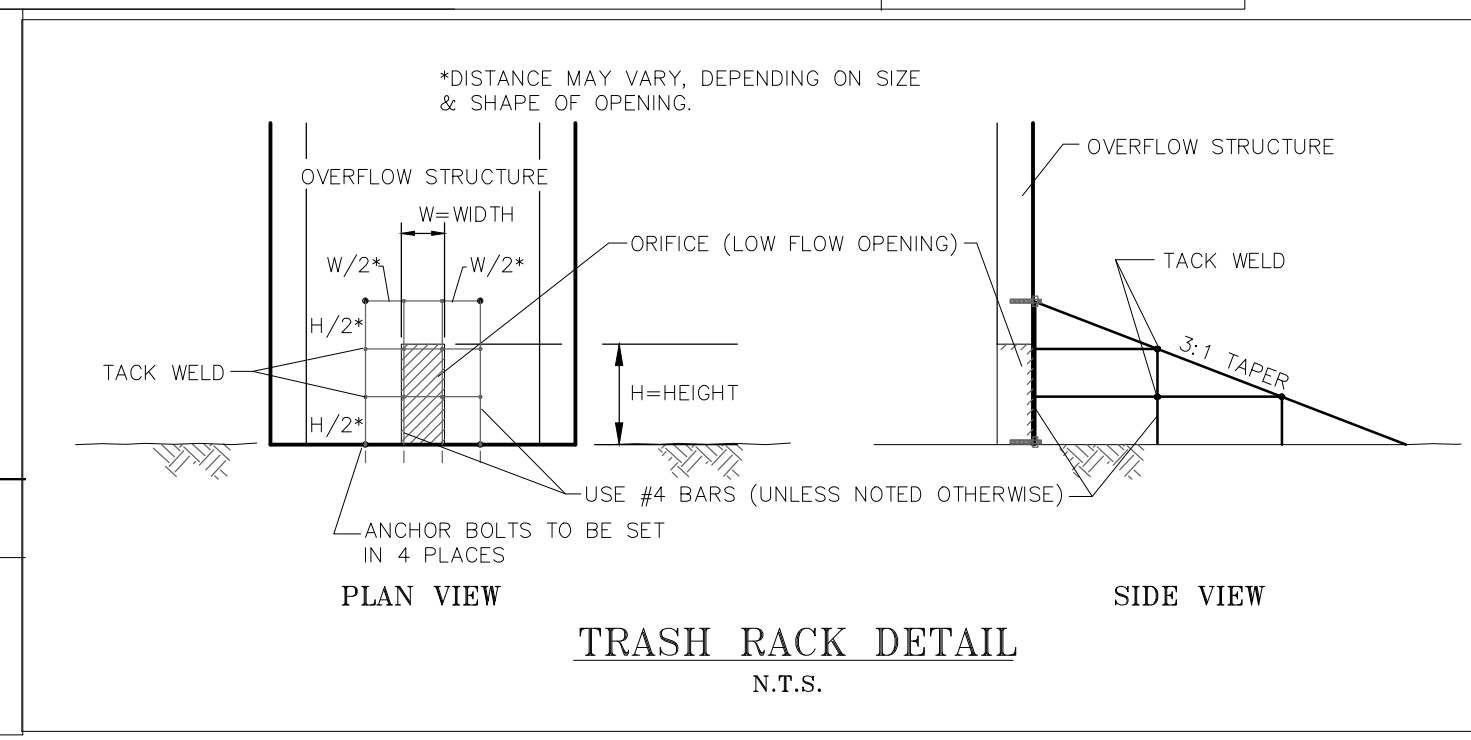 *DISTANCE MAY VARY, DEPENDING ON SIZE
& SHAPE OF OPENING.
OVERFLOW STRUCTURE
W=WIDTH
W/2*
W/2*
H/2*
TACK WELD
H/2*
H=HEIGHT
ORIFICE (LOW FLOW OPENING)
OVERFLOW STRUCTURE
TACK WELD
3:1 TAPER
USE #4 BARS (UNLESS NOTED OTHERWISE)
ANCHOR BOLTS TO BE SET
IN 4 PLACES
PLAN VIEW
SIDE VIEW
TRASH RACK DETAIL
N.T.S.